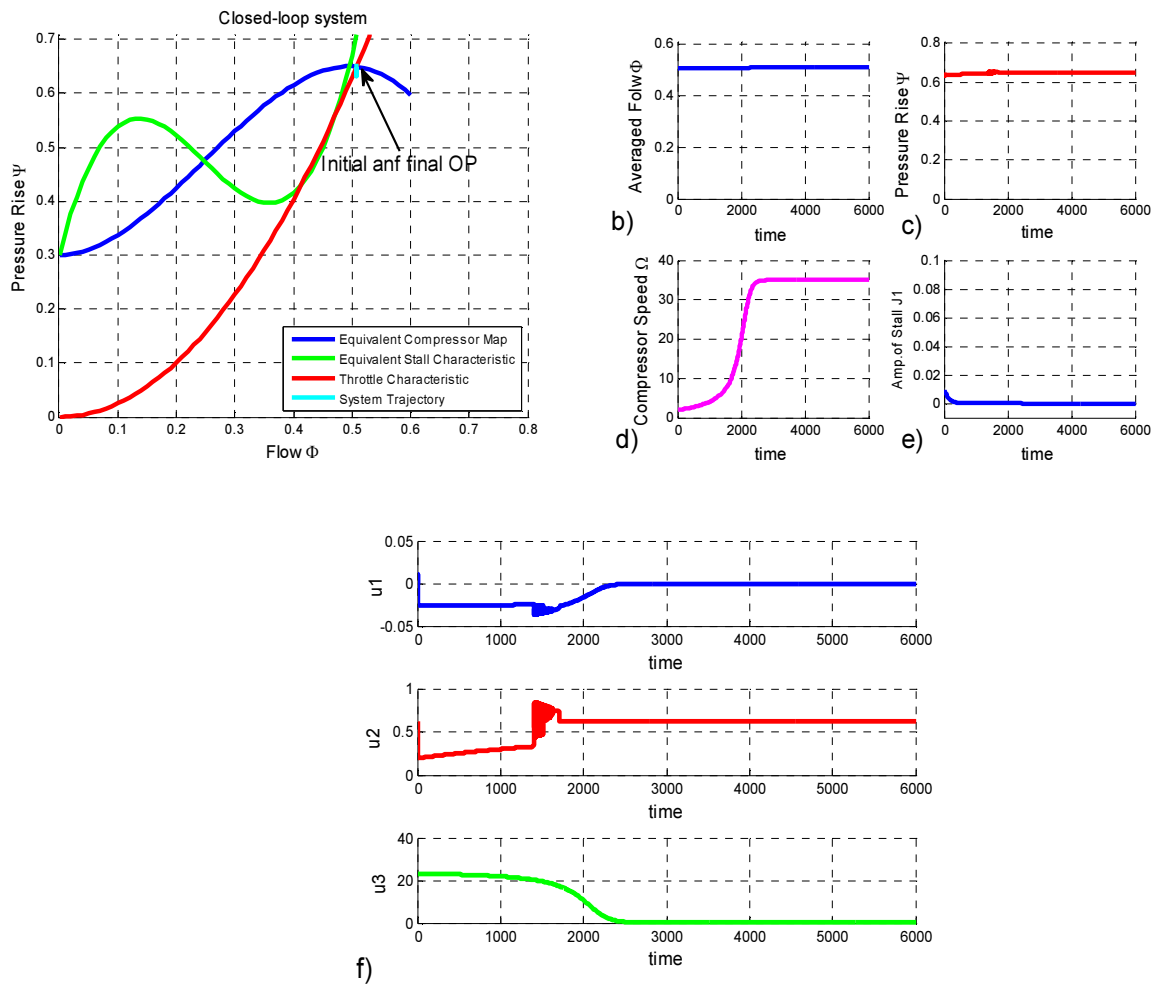 Closed-loop system
0.7
0.6
0.5
0.4
0.3
0.2
0.1
0
Pressure Rise Ψ
Initial anf final OP
Equivalent Compressor Map
Equivalent Stall Characteristic
Throttle Characteristic
System Trajectory
0 0.1 0.2 0.3 0.4 0.5 0.6 0.7 0.8
Flow Φ
0.6
0.4
0.2
0
Averaged Folw Φ
0 2000 4000 6000
time
b)
0.8
0.6
0.4
0.2
0
Pressure Rise Ψ
0 2000 4000 6000
time
c)
40
30
20
10
0
Compressor Speed Ω
0 2000 4000 6000
time
d)
0.1
0.08
0.06
0.04
0.02
0
Amp.of Stall J1
0 2000 4000 6000
time
e)
0.05
0
-0.05
u1
0 1000 2000 3000 4000 5000 6000
time
1
0.5
0
u2
0 1000 2000 3000 4000 5000 6000
time
40
20
0
u3
0 1000 2000 3000 4000 5000 6000
time
f)